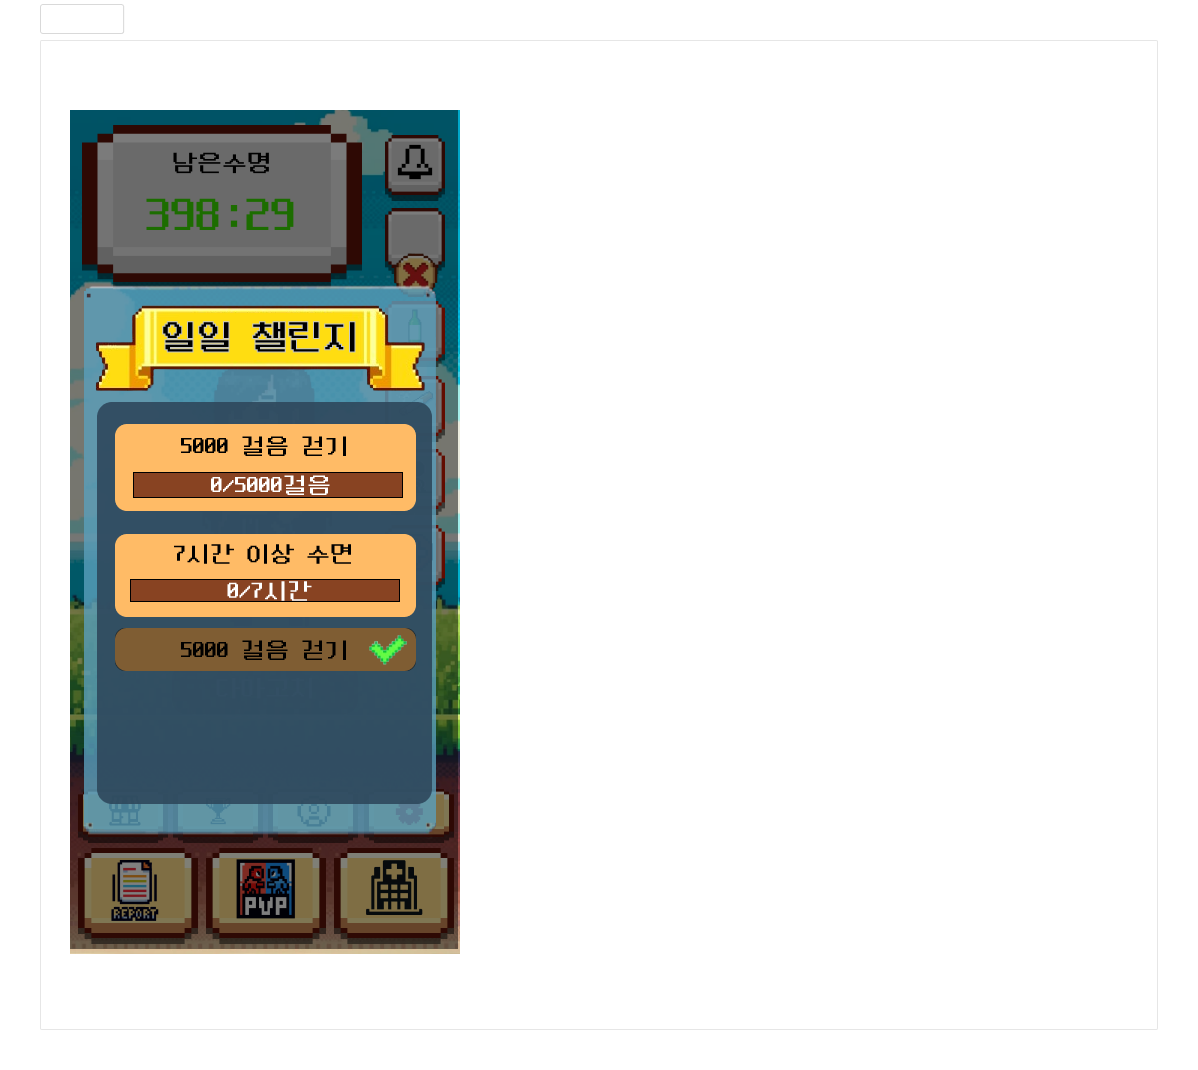 남은수명
398:29
일일 챌린지
5000 걸음 걷기
0/5000걸음
7시간 이상 수면
0/7시간
5000 걸음 걷기
REPORT
PVP